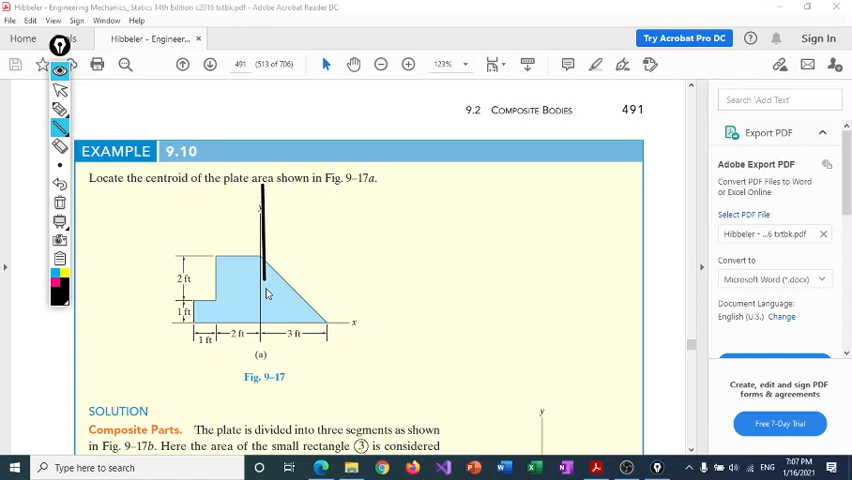 Hibbeler - Engineering Mechanics_ Statics 14th Edition c2016 txtbk.pdf - Adobe Acrobat Reader DC
File Edit View Sign Window Help
Home
Hibbeler - Engineer... ×
Try Acrobat Pro DC
Sign In
491 (513 of 706)
123%
9.2 COMPOSITE BODIES 491
EXAMPLE 9.10
Locate the centroid of the plate area shown in Fig. 9–17a.
y
2 ft
1 ft
x
1 ft
2 ft
3 ft
(a)
Fig. 9–17
SOLUTION
Composite Parts. The plate is divided into three segments as shown
in Fig. 9–17b. Here the area of the small rectangle ③ is considered
y
Search 'Add Text'
Export PDF
Adobe Export PDF
Convert PDF Files to Word
or Excel Online
Select PDF File
Hibbeler - ...6 txtbk.pdf
Convert to
Microsoft Word (*.docx)
Document Language:
English (U.S.) Change
Create, edit and sign PDF
forms & agreements
Free 7-Day Trial
Type here to search
ENG
7:07 PM
1/16/2021